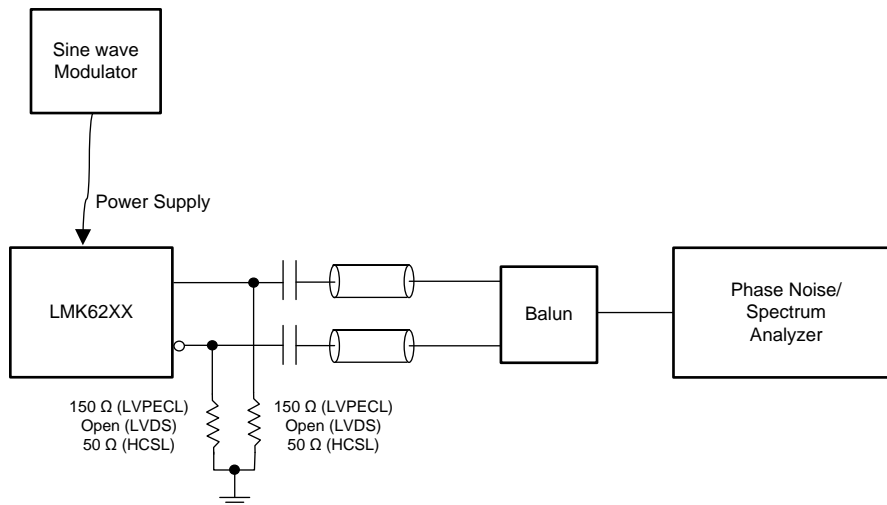 Sine wave
Modulator
Power Supply
LMK62XX
Balun
Phase Noise/
Spectrum
Analyzer
150 Ω (LVPECL)
Open (LVDS)
50 Ω (HCSL)
150 Ω (LVPECL)
Open (LVDS)
50 Ω (HCSL)